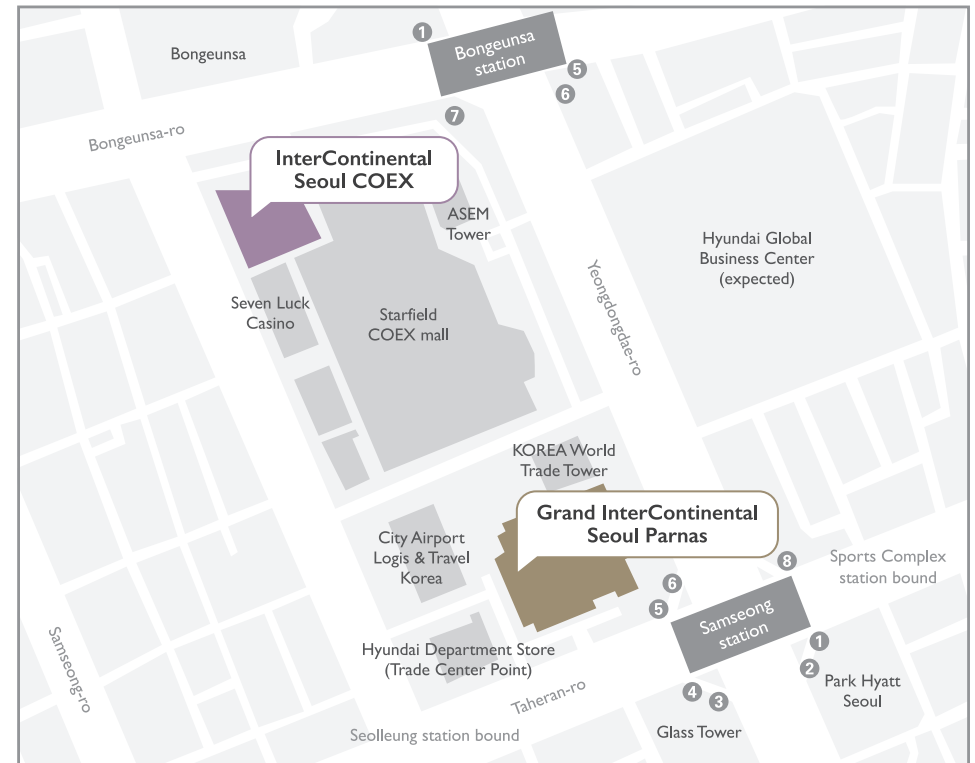 1
Bongeunsa
Bongeunsa
station
5
6
7
Bongeunsa-ro
InterContinental
Seoul COEX
ASEM
Tower
Hyundai Global
Business Center
(expected)
Yeongdongdae-ro
Seven Luck
Casino
Starfield
COEX mall
KOREA World
Trade Tower
Grand InterContinental
Seoul Parnas
City Airport
Logis & Travel
Korea
8
Sports Complex
station bound
6
5
Samseong
station
1
2
Samseong-ro
Hyundai Department Store
(Trade Center Point)
Taheran-ro
4
3
Park Hyatt
Seoul
Glass Tower
Seolleung station bound